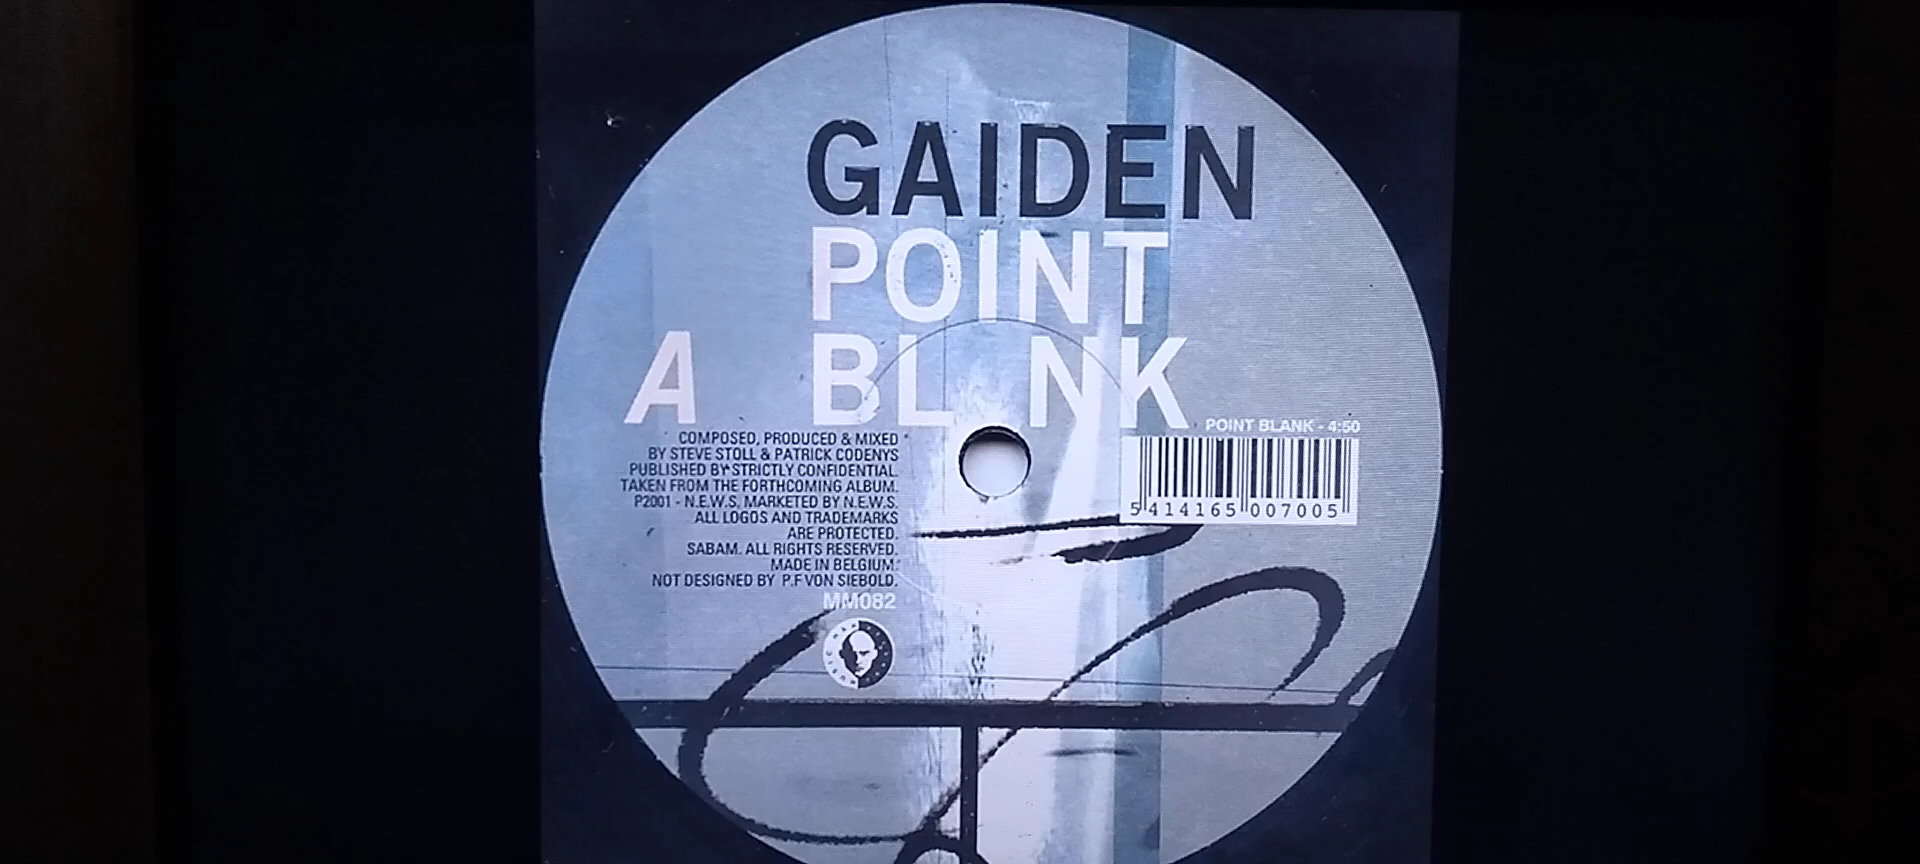 GAIDEN
POINT
A BL NK
POINT BLANK - 4:50
COMPOSED, PRODUCED & MIXED
BY STEVE STOLL & PATRICK CODENYS
PUBLISHED BY STRICTLY CONFIDENTIAL.
TAKEN FROM THE FORTHCOMING ALBUM.
P2001 - N.E.W.S. MARKETED BY N.E.W.S.
ALL LOGOS AND TRADEMARKS
ARE PROTECTED.
SABAM. ALL RIGHTS RESERVED.
MADE IN BELGIUM.
NOT DESIGNED BY P.F VON SIEBOLD.
MM082
5 414165 007005
MUSIC MAN